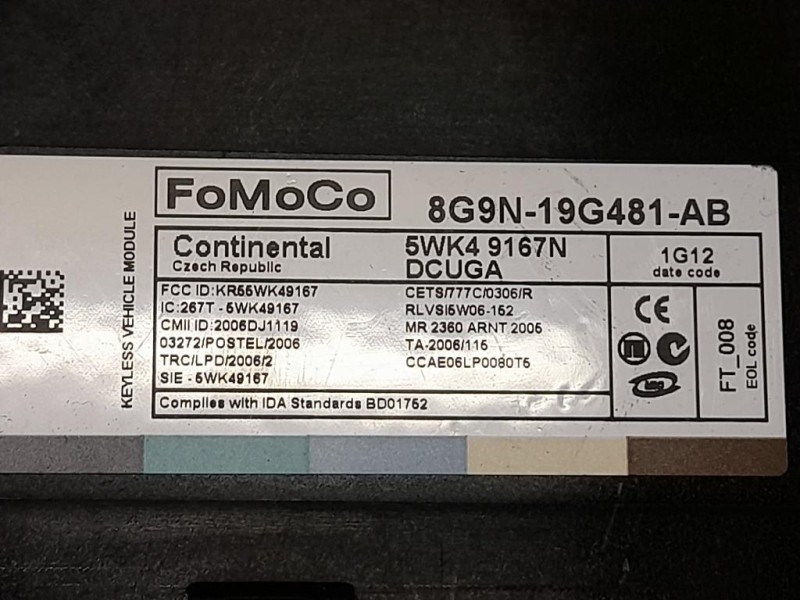 FoMoCo
8G9N-19G481-AB
KEYLESS VEHICLE MODULE
Continental
Czech Republic
5WK4 9167N
DCUGA
1G12
date code
FCC ID:KR55WK49167
IC:267T - 5WK49167
CMII ID:2006DJ1119
03272/POSTEL/2006
TRC/LPD/2006/2
SIE - 5WK49167
CETS/777C/0306/R
RLVSI5W06-152
MR 2360 ARNT 2006
TA-2006/115
CCAE06LP0080T5
CE
FT_008
EOL code
Complies with IDA Standards BD01752